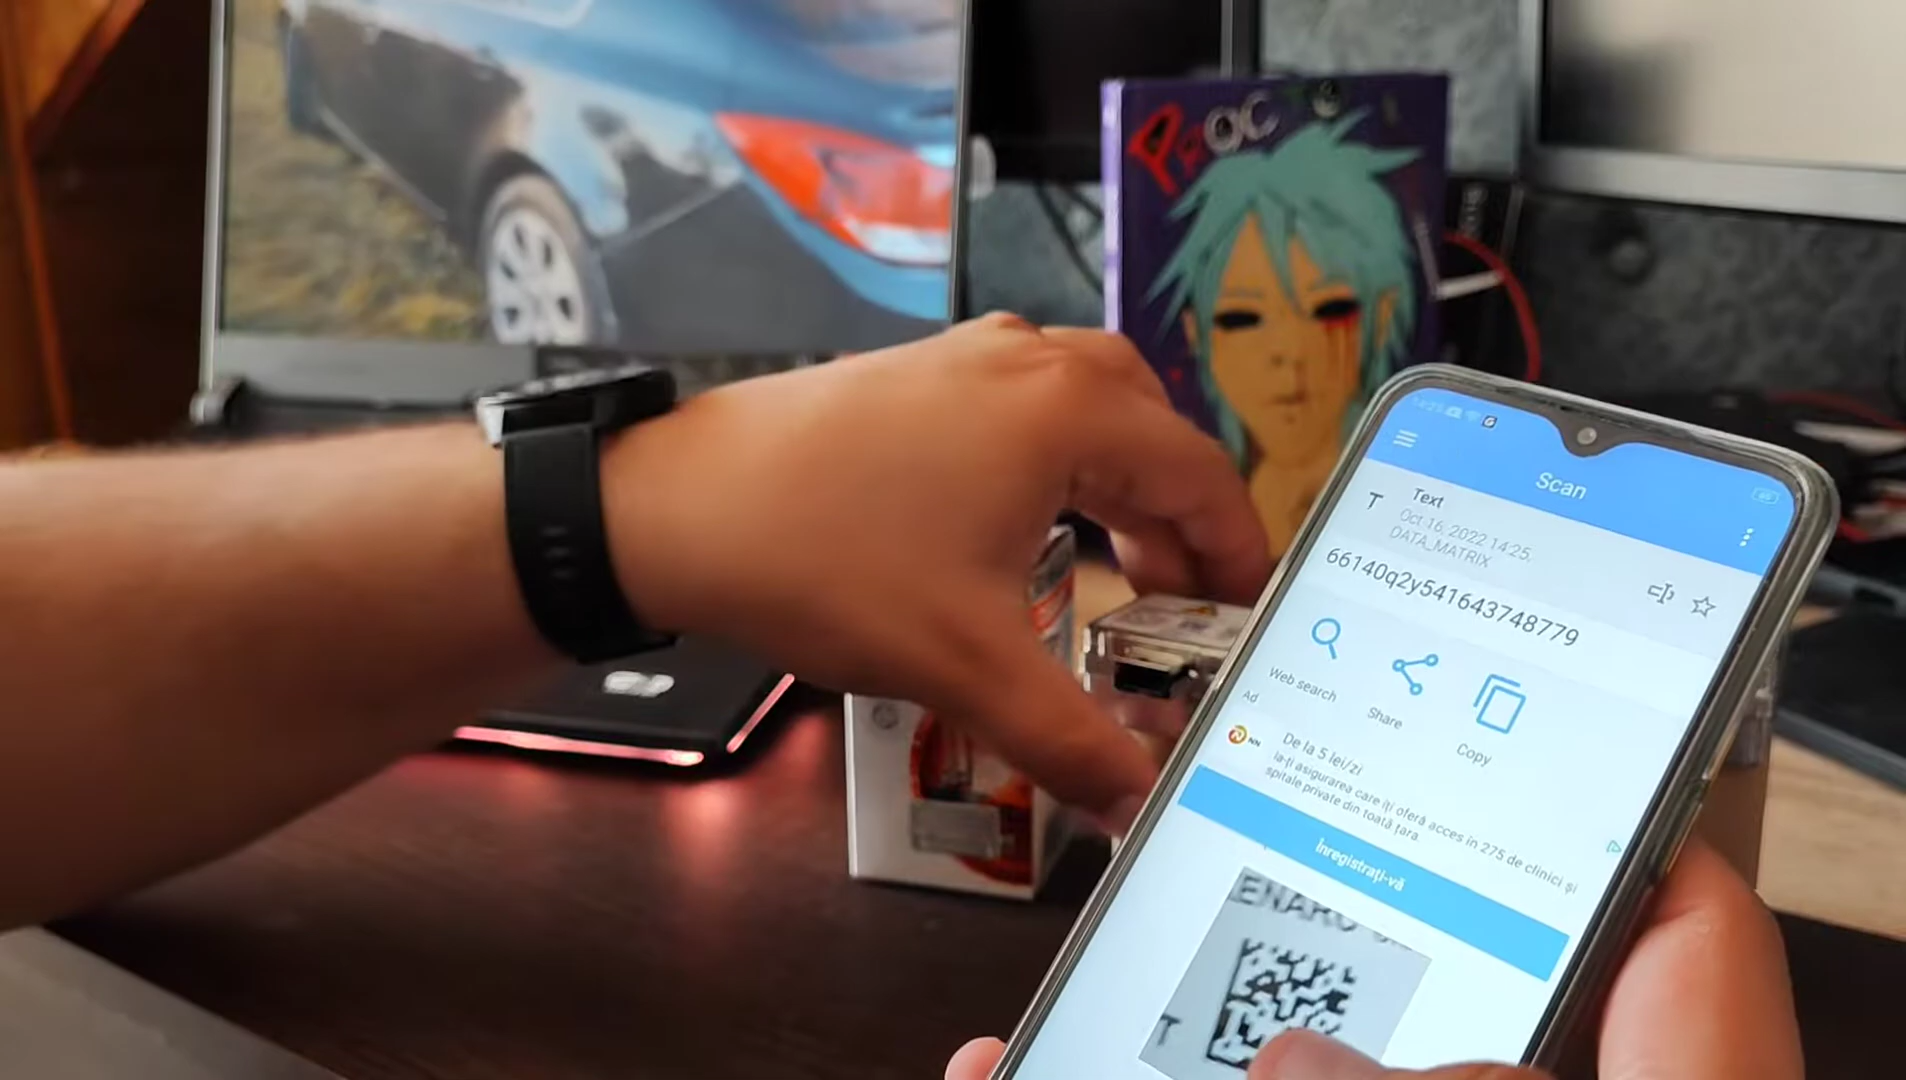 Scan
Text
Oct 16, 2022 14:25,
DATA_MATRIX
66140q2y541643748779
Web search
Share
Copy
Ad
NN
De la 5 lei/zi
Ia-ți asigurarea care îți oferă acces în 275 de clinici și
spitale private din toată țara.
Înregistrați-vă
T